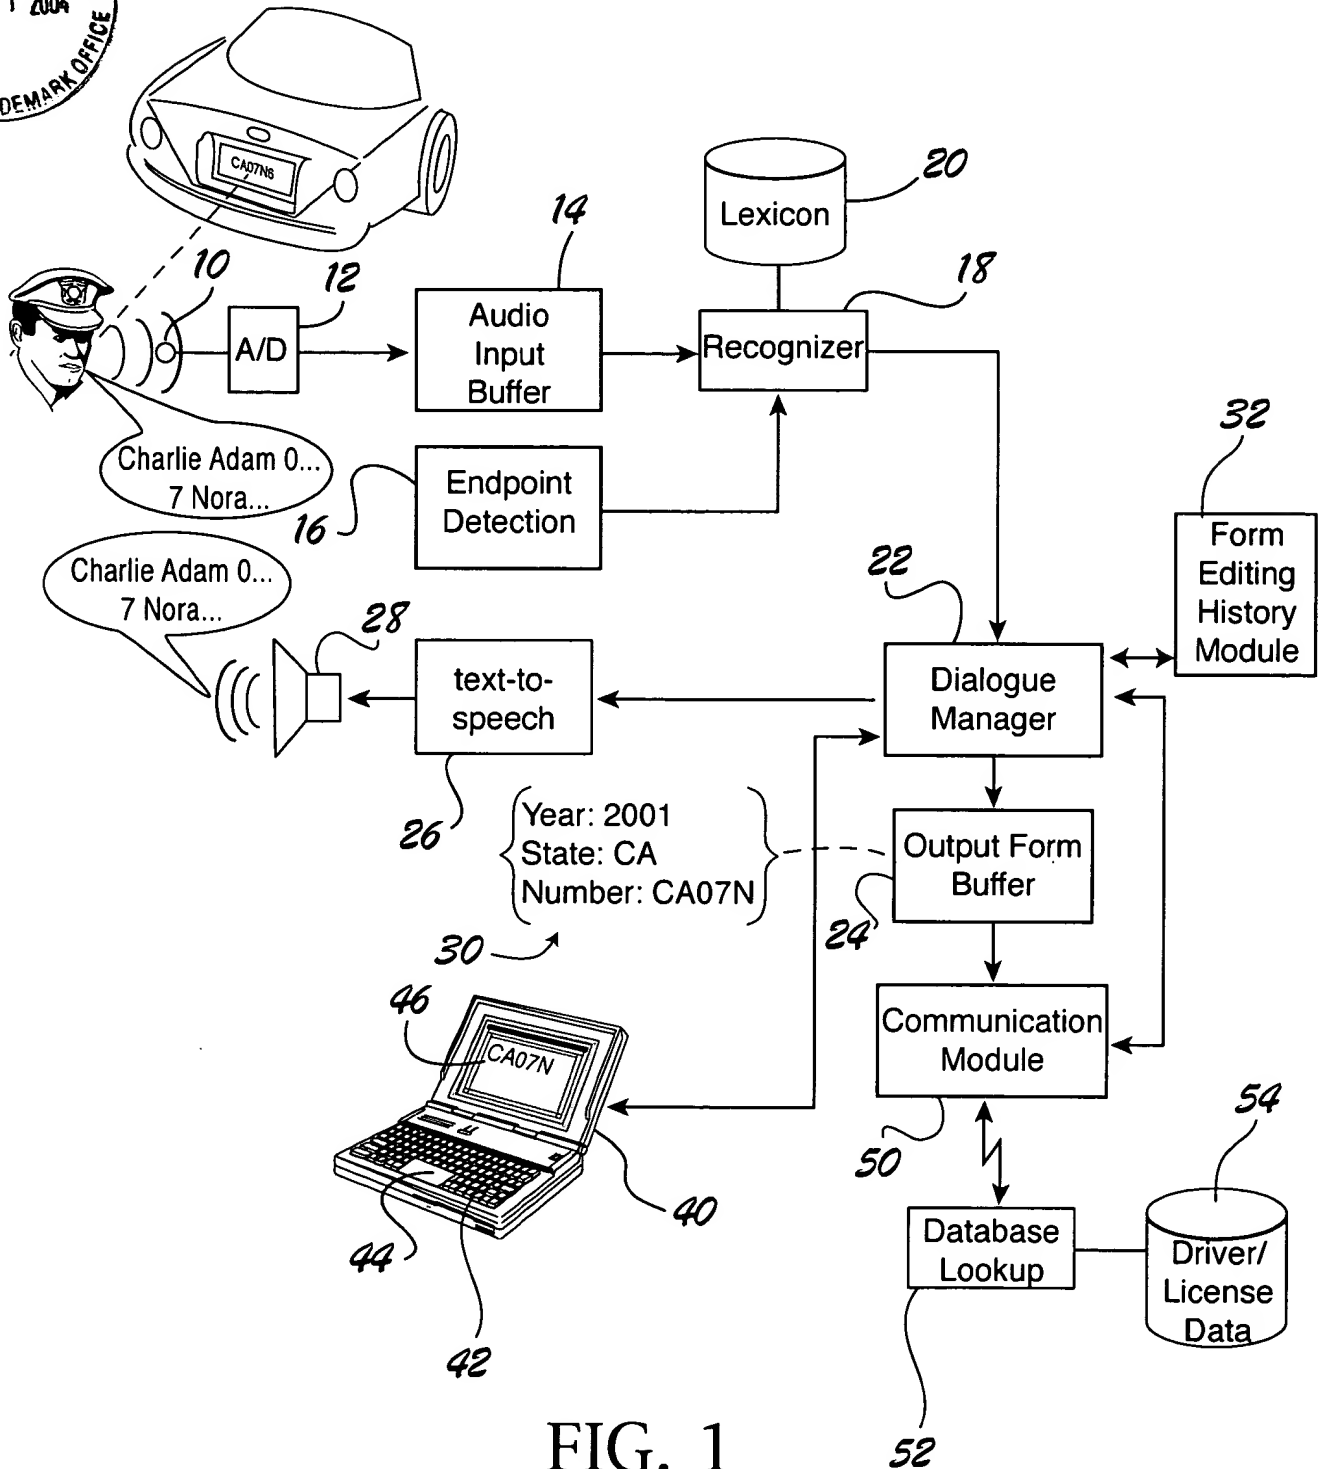 1 2004
DEMARK OFFICE
CA07N6
10
12
A/D
14
Audio
Input
Buffer
20
Lexicon
18
Recognizer
Charlie Adam 0...
7 Nora...
16
Endpoint
Detection
32
Form
Editing
History
Module
Charlie Adam 0...
7 Nora...
28
text-to-
speech
26
22
Dialogue
Manager
Year: 2001
State: CA
Number: CA07N
30
Output Form
Buffer
24
46
CA07N
40
44
42
Communication
Module
50
Database
Lookup
52
54
Driver/
License
Data
FIG. 1